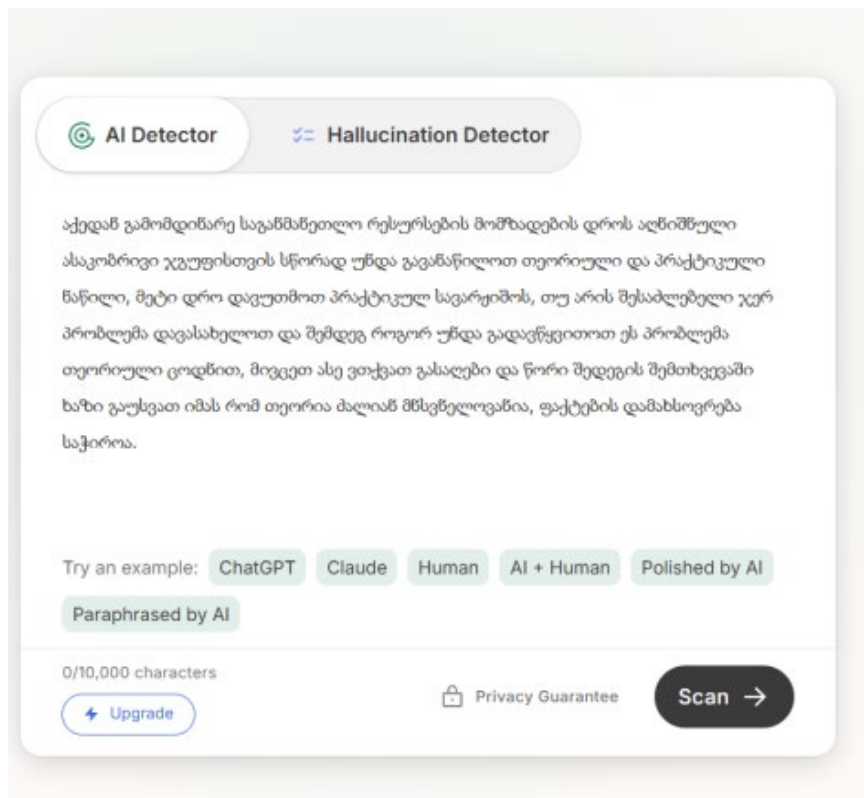 AI Detector
Hallucination Detector
აქედან გამომდინარე საგანმანეთლო რესურსების მომზადების დროს აღნიშნული
ასაკობრივი ჯგუფისთვის სწორად უნდა გავანაწილოთ თეორიული და პრაქტიკული
ნაწილი, მეტი დრო დავუთმოთ პრაქტიკულ სავარჟიშოს, თუ არის შესაძლებელი ჯერ
პრობლემა დავასახელოთ და შემდეგ როგორ უნდა გადავწყვითოთ ეს პრობლემა
თეორიული ცოდნით, მივცეთ ასე ვთქვათ გასაღები და წორი შედეგის შემთხვევაში
ხაზი გაუსვათ იმას რომ თეორია ძალიან მნსვნელოვანია, ფაქტების დამახსოვრება
საჭიროა.
Try an example: ChatGPT Claude Human AI + Human Polished by AI
Paraphrased by AI
0/10,000 characters
Upgrade
Privacy Guarantee
Scan